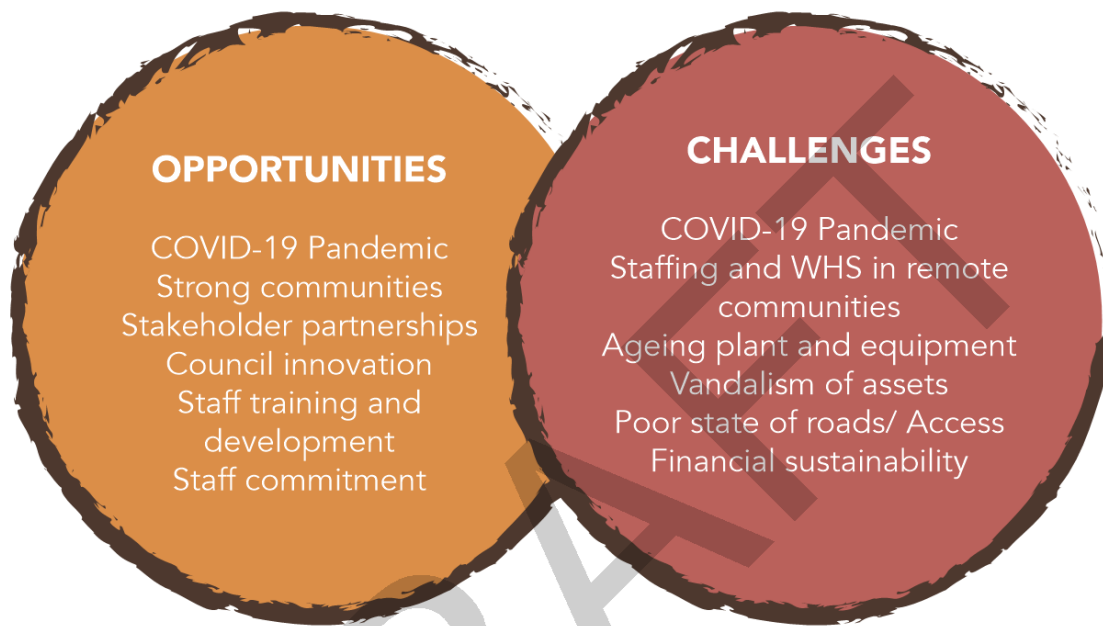 OPPORTUNITIES
COVID-19 Pandemic
Strong communities
Stakeholder partnerships
Council innovation
Staff training and
development
Staff commitment
CHALLENGES
COVID-19 Pandemic
Staffing and WHS in remote
communities
Ageing plant and equipment
Vandalism of assets
Poor state of roads/ Access
Financial sustainability